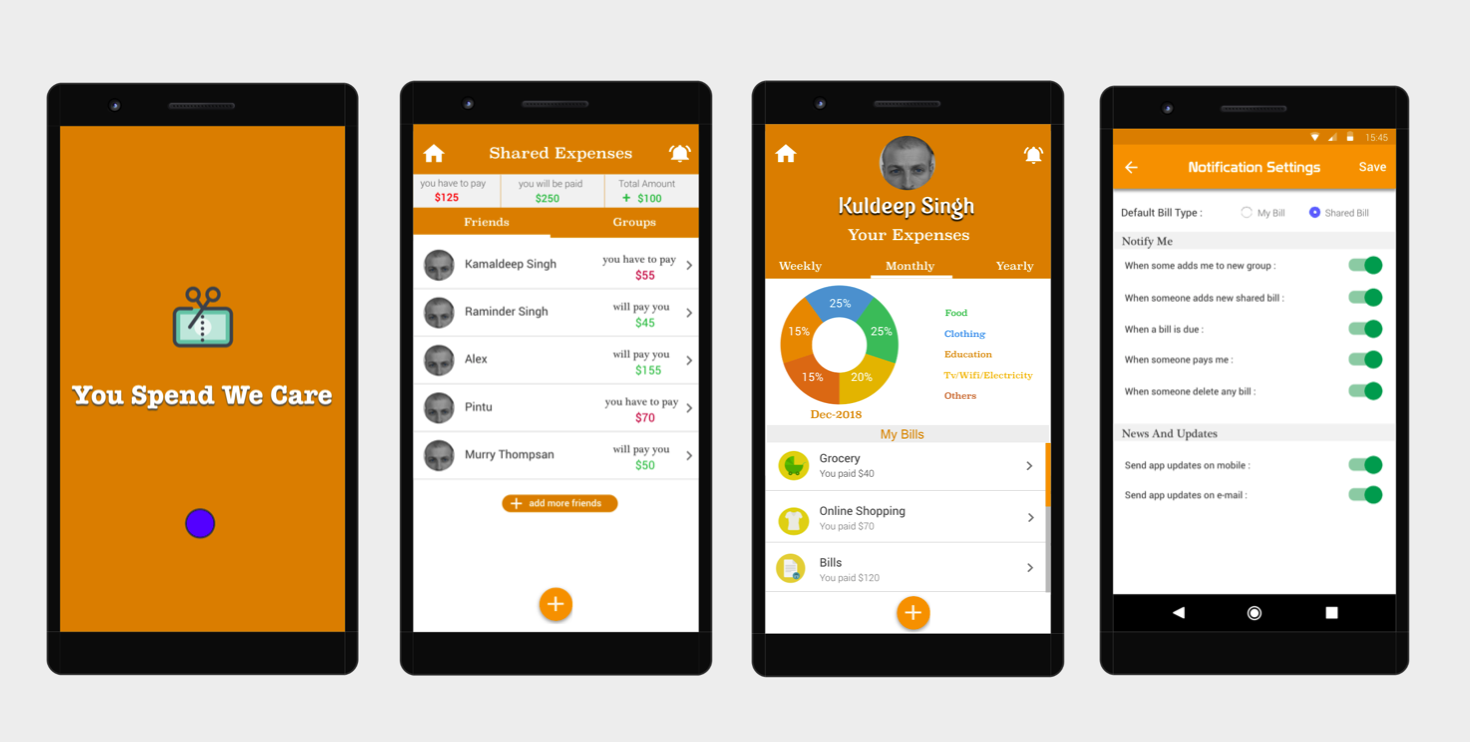 You Spend We Care
Shared Expenses
you have to pay
$125
you will be paid
$250
Total Amount
+ $100
Friends
Groups
Kamaldeep Singh
you have to pay
$55
Raminder Singh
will pay you
$45
Alex
will pay you
$155
Pintu
you have to pay
$70
Murry Thompsan
will pay you
$50
+ add more friends
+
Kuldeep Singh
Your Expenses
Weekly
Monthly
Yearly
25%
25%
20%
15%
15%
Food
Clothing
Education
Tv/Wifi/Electricity
Others
Dec-2018
My Bills
Grocery
You paid $40
Online Shopping
You paid $70
Bills
You paid $120
+
15:45
Notification Settings
Save
Default Bill Type :
My Bill
Shared Bill
Notify Me
When some adds me to new group :
When someone adds new shared bill :
When a bill is due :
When someone pays me :
When someone delete any bill :
News And Updates
Send app updates on mobile :
Send app updates on e-mail :